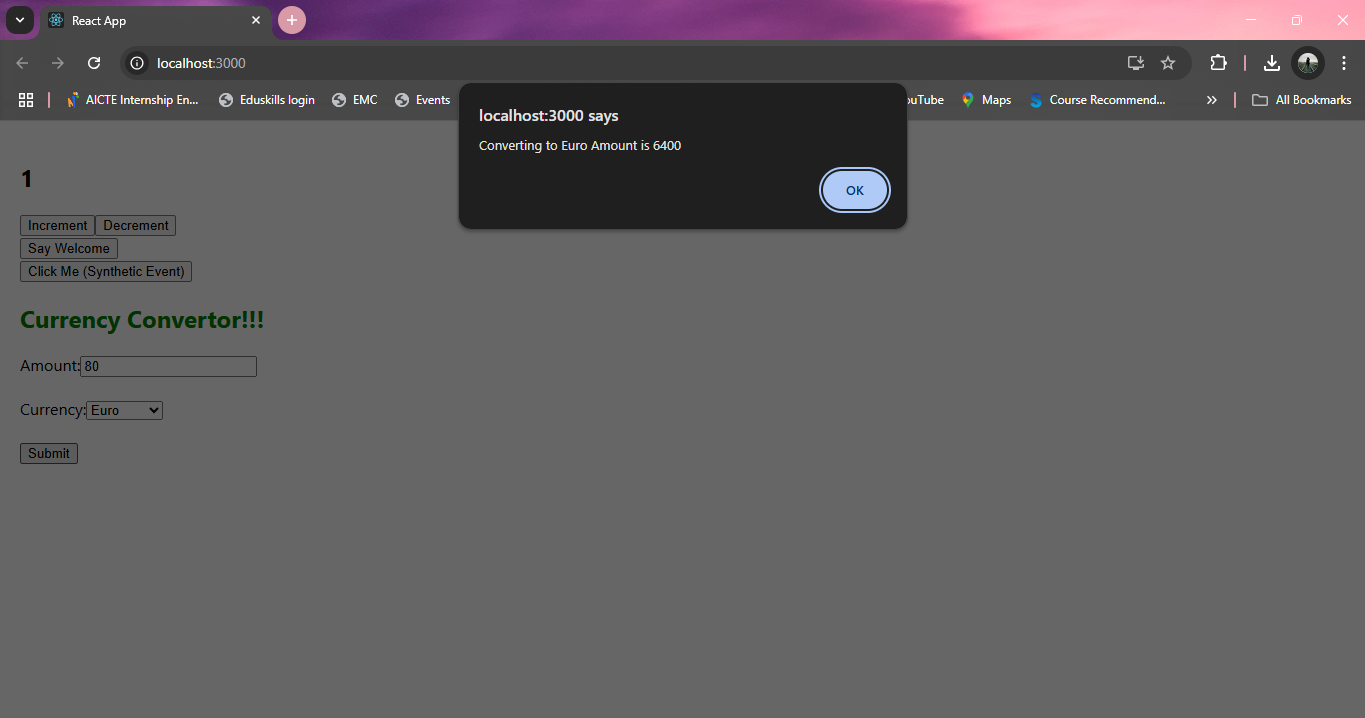 React App
localhost:3000
AICTE Internship En... Eduskills login EMC Events Maps Course Recommend... All Bookmarks
localhost:3000 says
Converting to Euro Amount is 6400
OK
1
Increment Decrement
Say Welcome
Click Me (Synthetic Event)
Currency Convertor!!!
Amount: 80
Currency: Euro
Submit